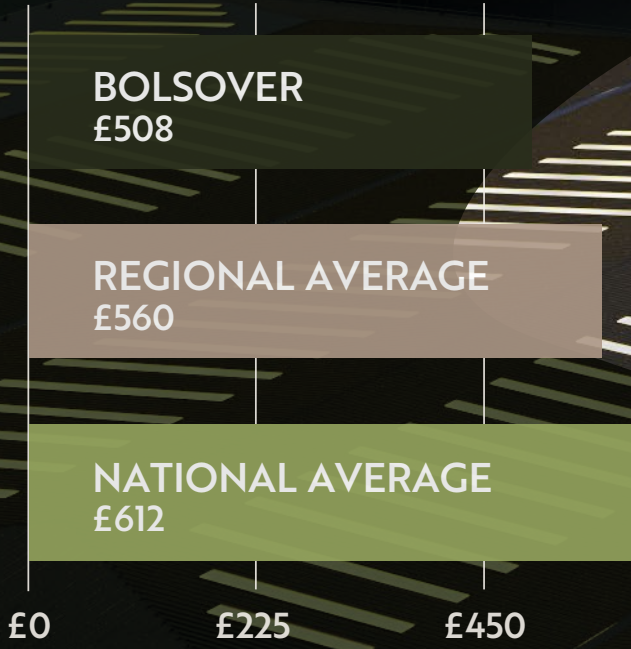 BOLSOVER
£508
REGIONAL AVERAGE
£560
NATIONAL AVERAGE
£612
£0 £225 £450